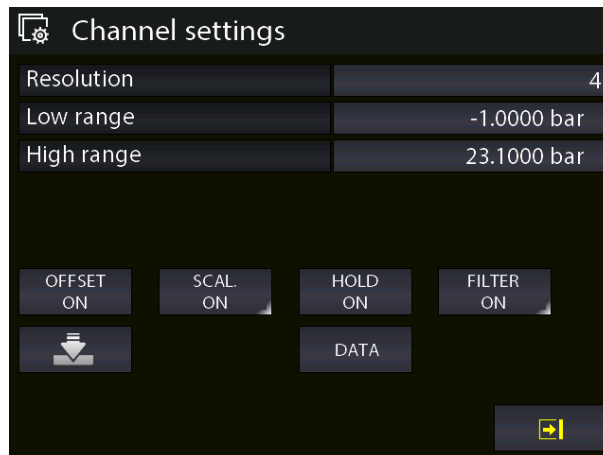 Channel settings
Resolution 4
Low range -1.0000 bar
High range 23.1000 bar
OFFSET SCAL. HOLD FILTER
ON ON ON ON
DATA